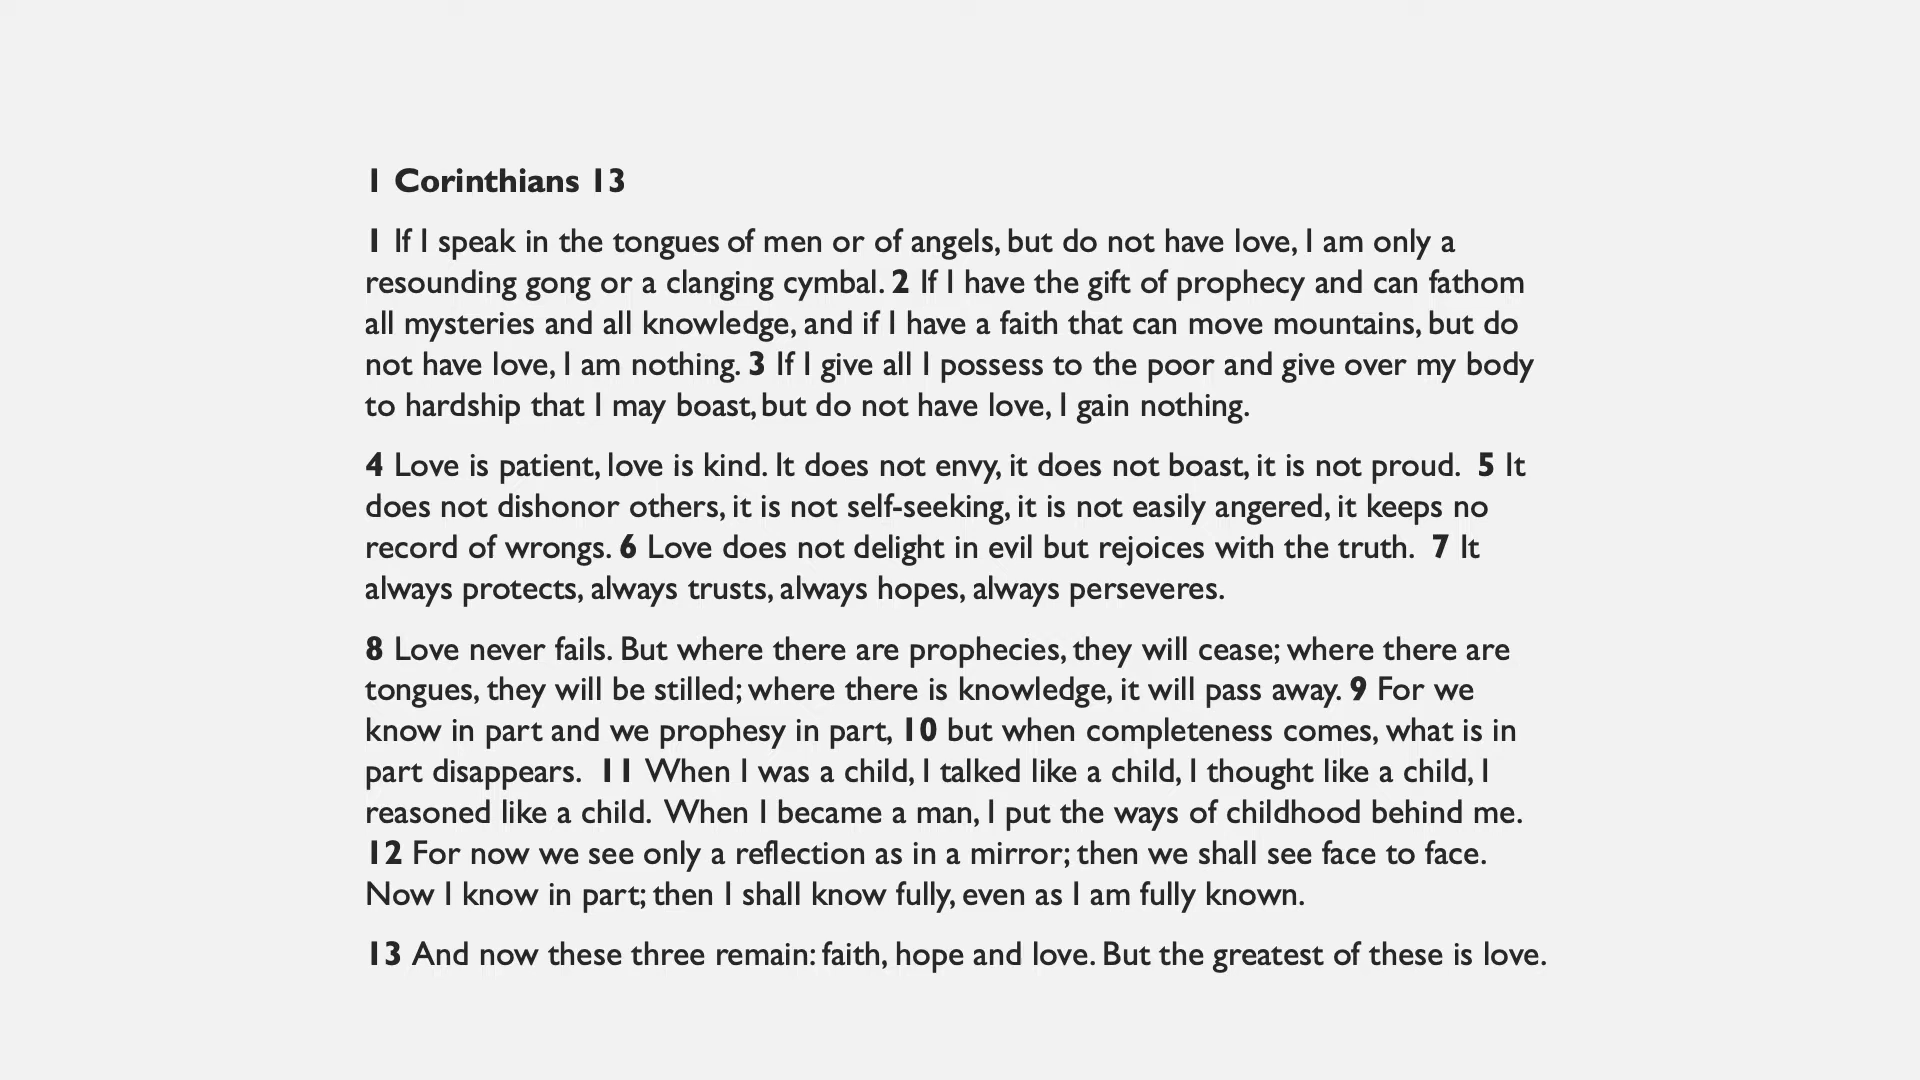 1 Corinthians 13
1 If I speak in the tongues of men or of angels, but do not have love, I am only a
resounding gong or a clanging cymbal. 2 If I have the gift of prophecy and can fathom
all mysteries and all knowledge, and if I have a faith that can move mountains, but do
not have love, I am nothing. 3 If I give all I possess to the poor and give over my body
to hardship that I may boast, but do not have love, I gain nothing.
4 Love is patient, love is kind. It does not envy, it does not boast, it is not proud. 5 It
does not dishonor others, it is not self-seeking, it is not easily angered, it keeps no
record of wrongs. 6 Love does not delight in evil but rejoices with the truth. 7 It
always protects, always trusts, always hopes, always perseveres.
8 Love never fails. But where there are prophecies, they will cease; where there are
tongues, they will be stilled; where there is knowledge, it will pass away. 9 For we
know in part and we prophesy in part, 10 but when completeness comes, what is in
part disappears. 11 When I was a child, I talked like a child, I thought like a child, I
reasoned like a child. When I became a man, I put the ways of childhood behind me.
12 For now we see only a reflection as in a mirror; then we shall see face to face.
Now I know in part; then I shall know fully, even as I am fully known.
13 And now these three remain: faith, hope and love. But the greatest of these is love.